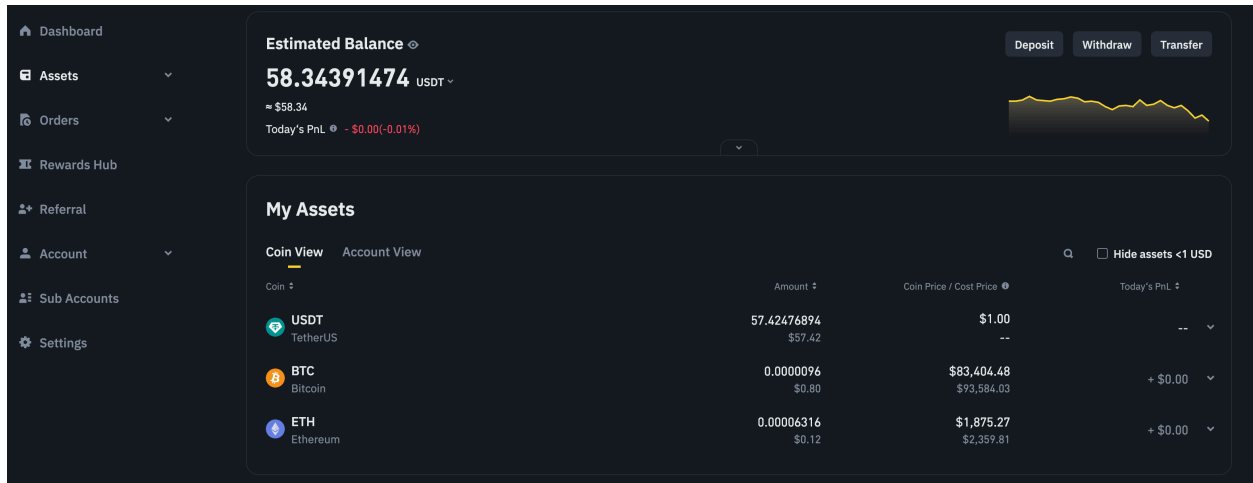 Dashboard
Assets
Orders
Rewards Hub
Referral
Account
Sub Accounts
Settings
Estimated Balance
Deposit Withdraw Transfer
58.34391474 USDT
≈ $58.34
Today's PnL - $0.00(-0.01%)
My Assets
Coin View Account View
Hide assets <1 USD
Coin Amount Coin Price / Cost Price Today's PnL
USDT 57.42476894 $1.00 --
TetherUS $57.42 --
BTC 0.0000096 $83,404.48 + $0.00
Bitcoin $0.80 $93,584.03
ETH 0.00006316 $1,875.27 + $0.00
Ethereum $0.12 $2,359.81